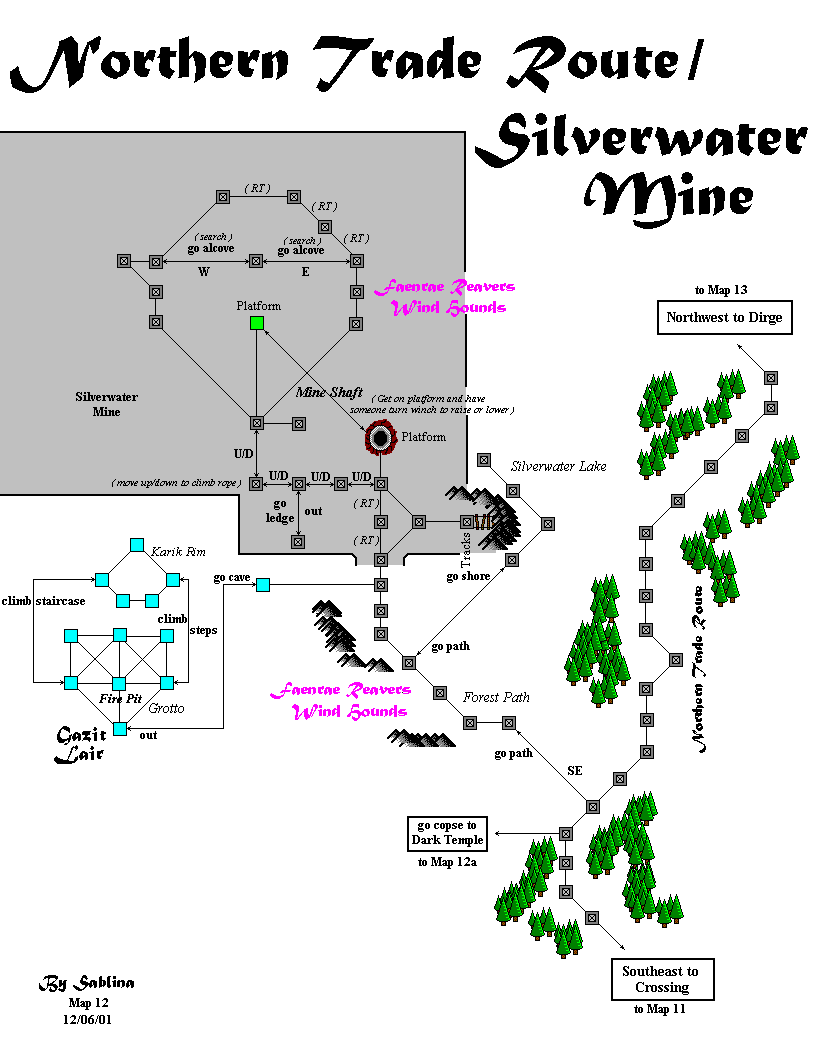 Northern Trade Route/
Silverwater
Mine
( RT )
( RT )
( RT )
( search )
go alcove
( search )
go alcove
W
E
Faenrae Reavers
Wind Hounds
to Map 13
Northwest to Dirge
Platform
Silverwater
Mine
Mine Shaft
( Get on platform and have
someone turn winch to raise or lower )
Platform
U/D
Silverwater Lake
( move up/down to climb rope )
U/D
U/D
U/D
go
ledge
out
( RT )
( RT )
Tracks
go shore
Karik Rim
go cave
climb staircase
climb
steps
Northern Trade Route
go path
Fire Pit
Grotto
Faenrae Reavers
Wind Hounds
Forest Path
Gazit
Lair
out
go path
SE
go copse to
Dark Temple
to Map 12a
Southeast to
Crossing
to Map 11
By Sablina
Map 12
12/06/01